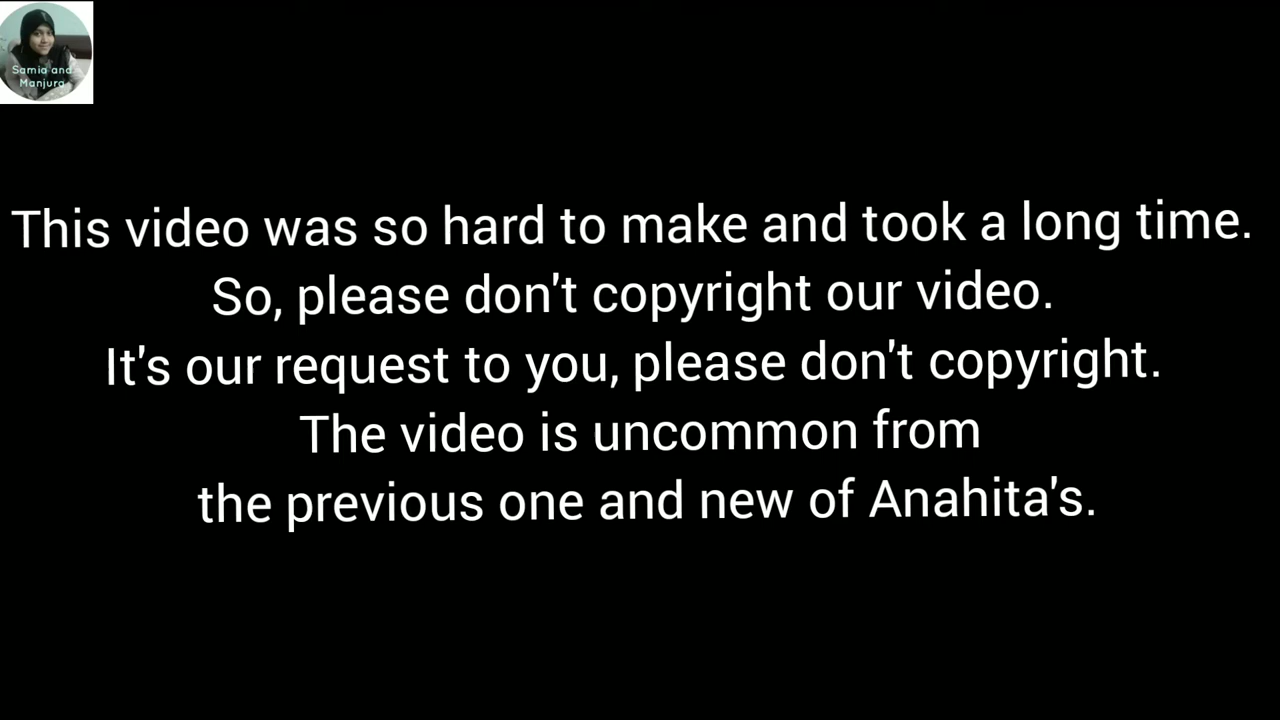 Samia and
Manjura
This video was so hard to make and took a long time.
So, please don't copyright our video.
It's our request to you, please don't copyright.
The video is uncommon from
the previous one and new of Anahita's.